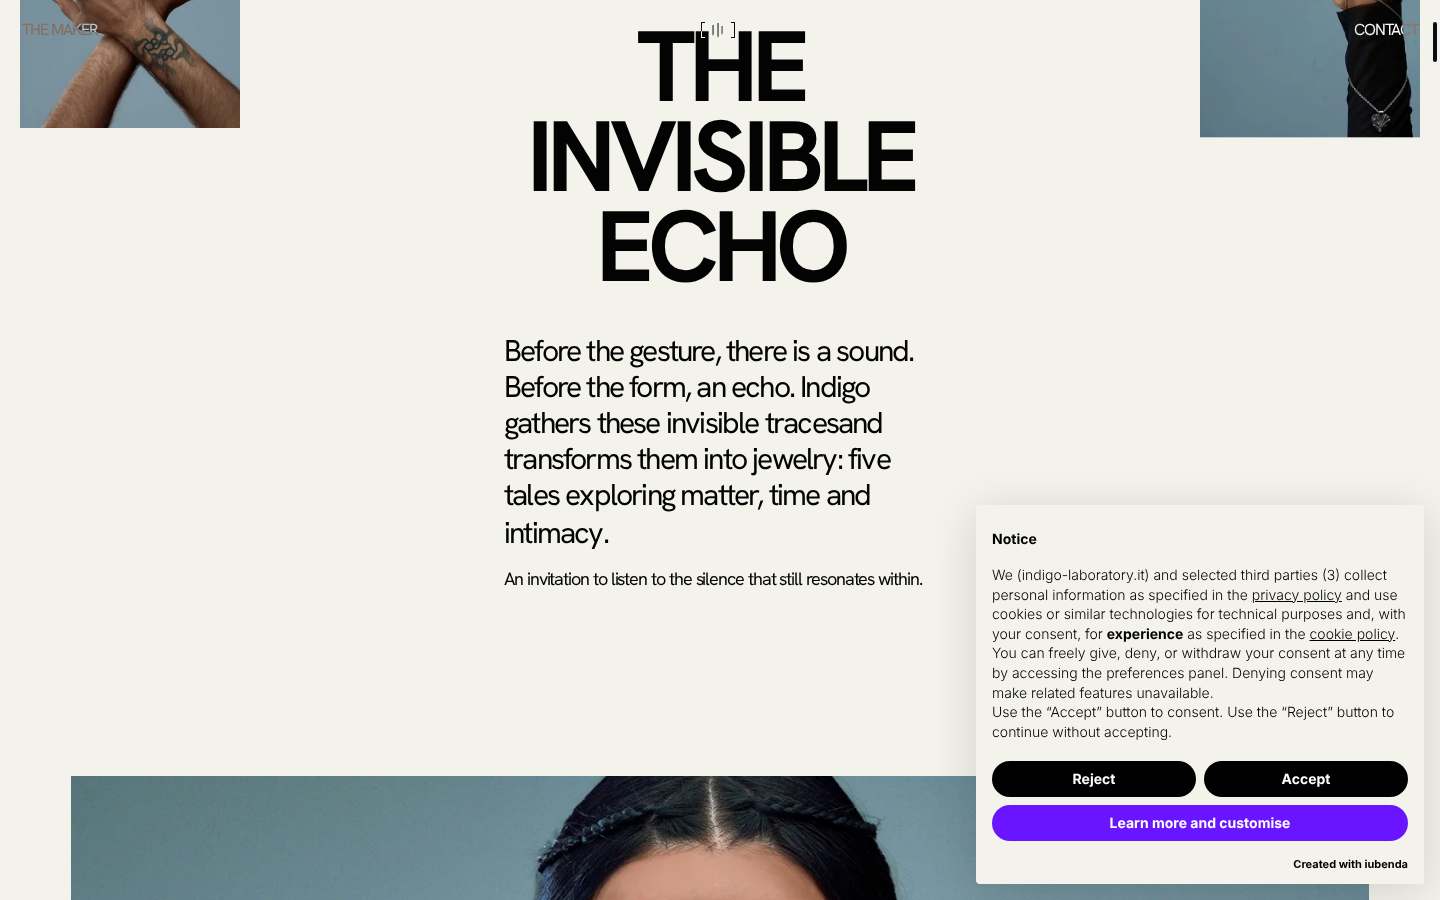 THE MAKER
CONTACT
THE
INVISIBLE
ECHO
Before the gesture, there is a sound.
Before the form, an echo. Indigo
gathers these invisible tracesand
transforms them into jewelry: five
tales exploring matter, time and
intimacy.
An invitation to listen to the silence that still resonates within.
Notice
We (indigo-laboratory.it) and selected third parties (3) collect
personal information as specified in the privacy policy and use
cookies or similar technologies for technical purposes and, with
your consent, for experience as specified in the cookie policy.
You can freely give, deny, or withdraw your consent at any time
by accessing the preferences panel. Denying consent may
make related features unavailable.
Use the “Accept” button to consent. Use the “Reject” button to
continue without accepting.
Reject
Accept
Learn more and customise
Created with iubenda